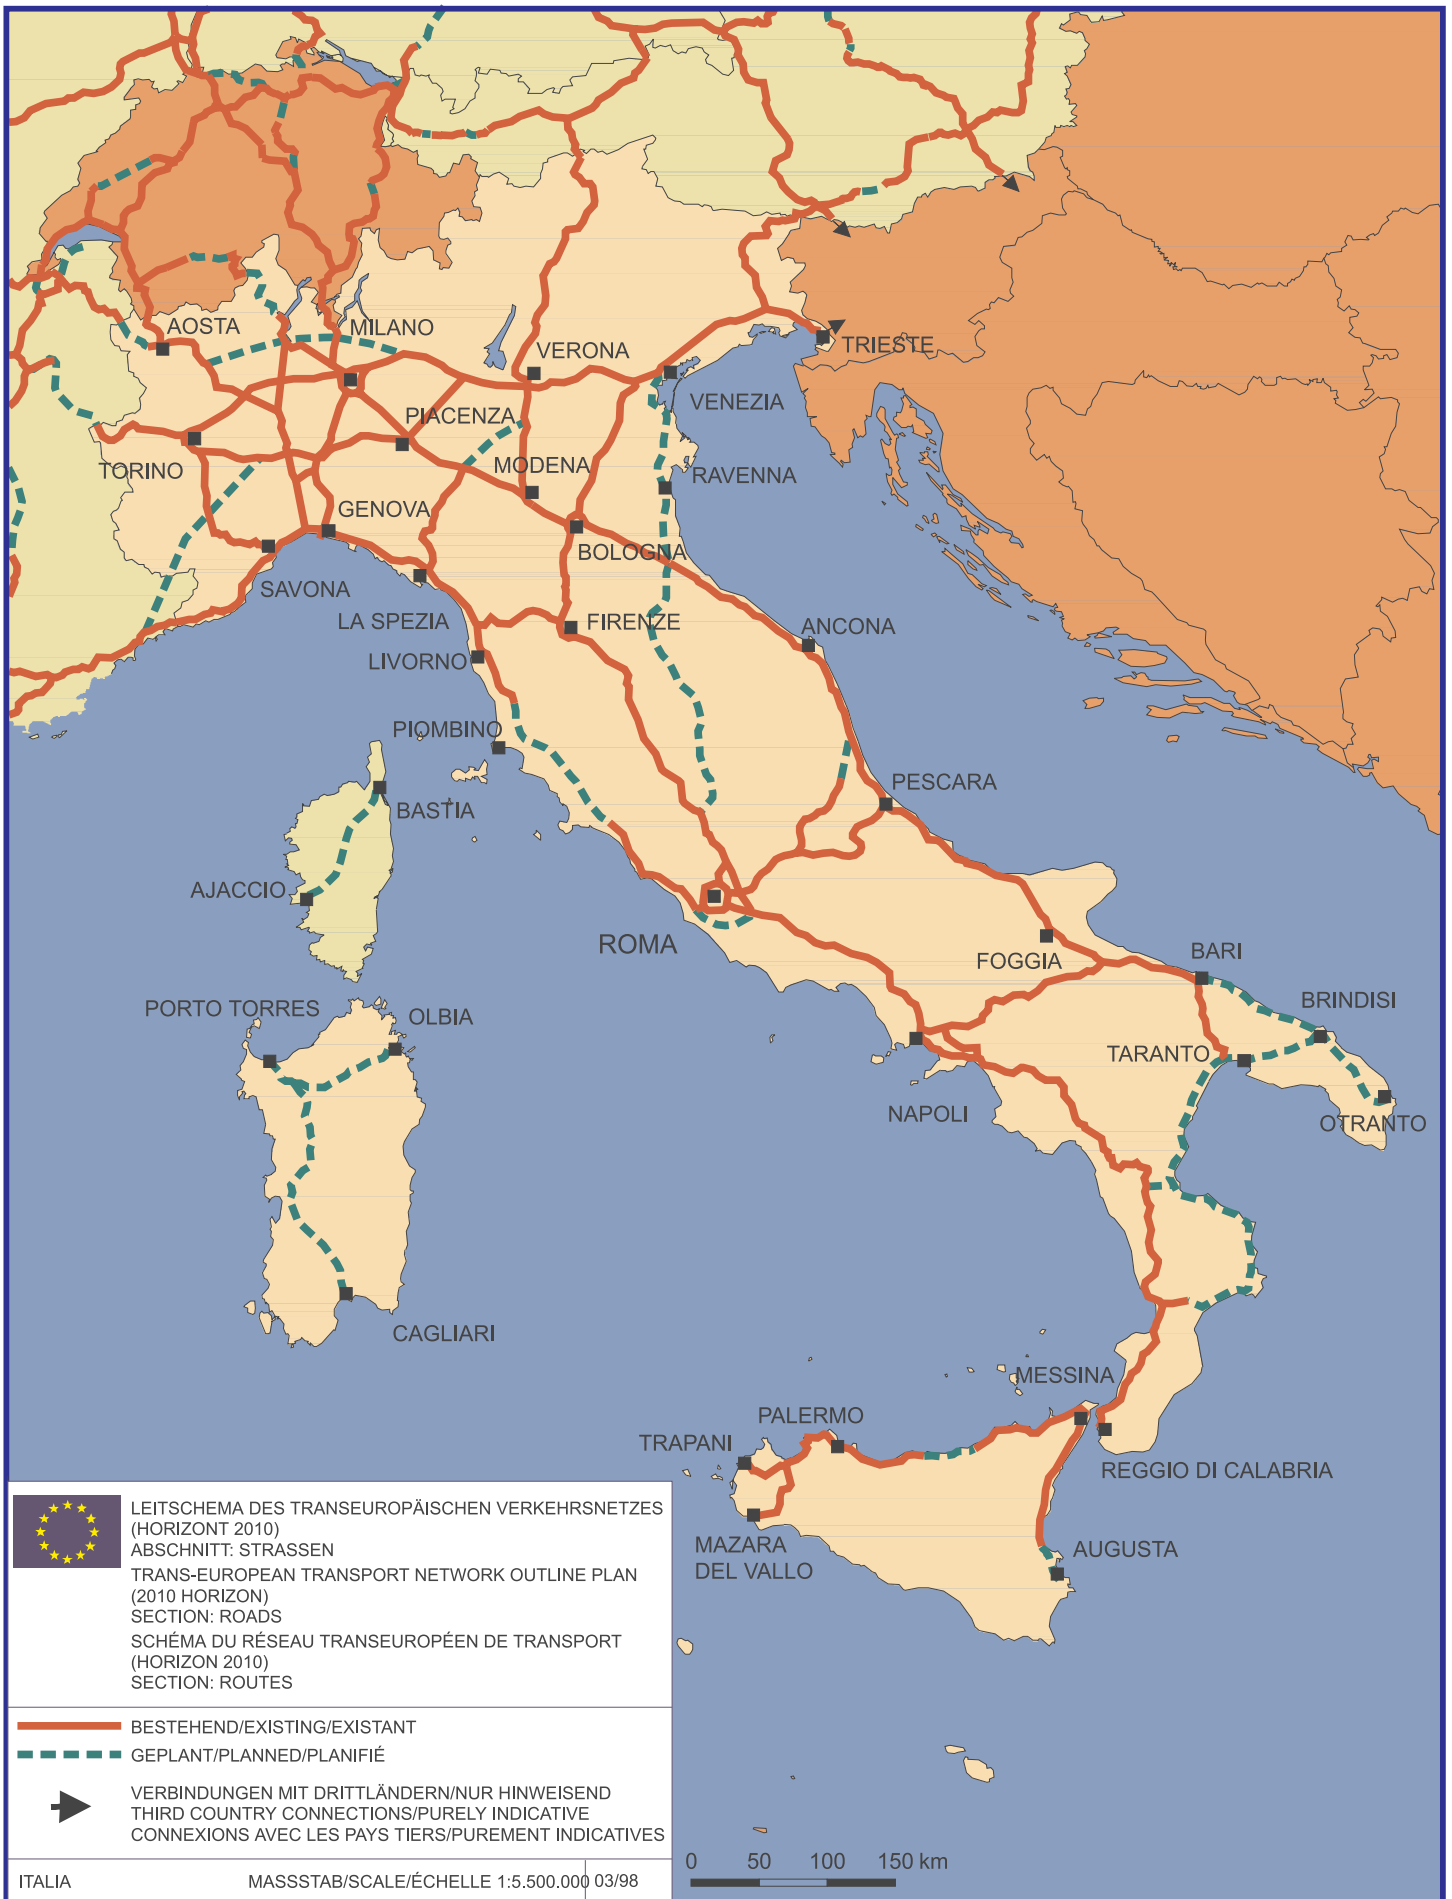 AOSTA
MILANO
VERONA
TRIESTE
VENEZIA
PIACENZA
TORINO
MODENA
RAVENNA
GENOVA
BOLOGNA
SAVONA
LA SPEZIA
FIRENZE
ANCONA
LIVORNO
PIOMBINO
PESCARA
BASTIA
AJACCIO
ROMA
FOGGIA
BARI
PORTO TORRES
OLBIA
BRINDISI
TARANTO
NAPOLI
OTRANTO
CAGLIARI
MESSINA
PALERMO
TRAPANI
REGGIO DI CALABRIA
MAZARA
DEL VALLO
AUGUSTA
LEITSCHEMA DES TRANSEUROPÄISCHEN VERKEHRSNETZES
(HORIZONT 2010)
ABSCHNITT: STRASSEN
TRANS-EUROPEAN TRANSPORT NETWORK OUTLINE PLAN
(2010 HORIZON)
SECTION: ROADS
SCHÉMA DU RÉSEAU TRANSEUROPÉEN DE TRANSPORT
(HORIZON 2010)
SECTION: ROUTES
BESTEHEND/EXISTING/EXISTANT
GEPLANT/PLANNED/PLANIFIÉ
VERBINDUNGEN MIT DRITTLÄNDERN/NUR HINWEISEND
THIRD COUNTRY CONNECTIONS/PURELY INDICATIVE
CONNEXIONS AVEC LES PAYS TIERS/PUREMENT INDICATIVES
ITALIA MASSSTAB/SCALE/ÉCHELLE 1:5.500.000 03/98
0 50 100 150 km